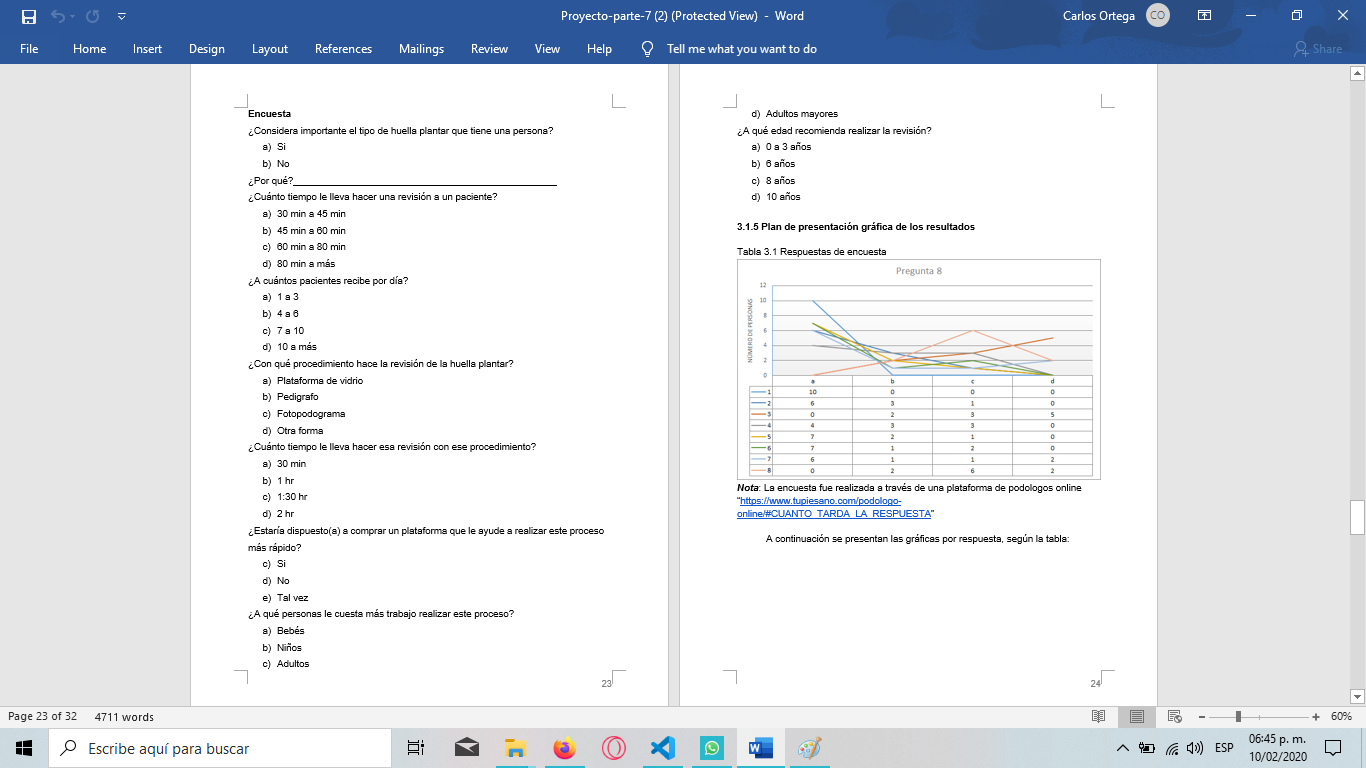 Proyecto-parte-7 (2) (Protected View) - Word
Carlos Ortega
CO
File Home Insert Design Layout References Mailings Review View Help Tell me what you want to do
Share
Encuesta
¿Considera importante el tipo de huella plantar que tiene una persona?
a) Si
b) No
¿Por qué?
¿Cuánto tiempo le lleva hacer una revisión a un paciente?
a) 30 min a 45 min
b) 45 min a 60 min
c) 60 min a 80 min
d) 80 min a más
¿A cuántos pacientes recibe por día?
a) 1 a 3
b) 4 a 6
c) 7 a 10
d) 10 a más
¿Con qué procedimiento hace la revisión de la huella plantar?
a) Plataforma de vidrio
b) Pedigrafo
c) Fotopodograma
d) Otra forma
¿Cuánto tiempo le lleva hacer esa revisión con ese procedimiento?
a) 30 min
b) 1 hr
c) 1:30 hr
d) 2 hr
¿Estaría dispuesto(a) a comprar un plataforma que le ayude a realizar este proceso
más rápido?
c) Si
d) No
e) Tal vez
¿A qué personas le cuesta más trabajo realizar este proceso?
a) Bebés
b) Niños
c) Adultos
23
d) Adultos mayores
¿A qué edad recomienda realizar la revisión?
a) 0 a 3 años
b) 6 años
c) 8 años
d) 10 años
3.1.5 Plan de presentación gráfica de los resultados
Tabla 3.1 Respuestas de encuesta
Pregunta 8
NÚMERO DE PERSONAS
12
10
8
6
4
2
0
a b c d
1 10 0 0 0
2 6 3 1 0
3 0 2 3 5
4 4 3 3 0
5 7 2 1 0
6 7 1 2 0
7 6 1 1 2
8 0 2 6 2
Nota: La encuesta fue realizada a través de una plataforma de podologos online
"https://www.tupiesano.com/podologo-
online/#CUANTO_TARDA_LA_RESPUESTA"
A continuación se presentan las gráficas por respuesta, según la tabla:
24
Page 23 of 32 4711 words
60%
Escribe aquí para buscar
ESP
06:45 p. m.
10/02/2020